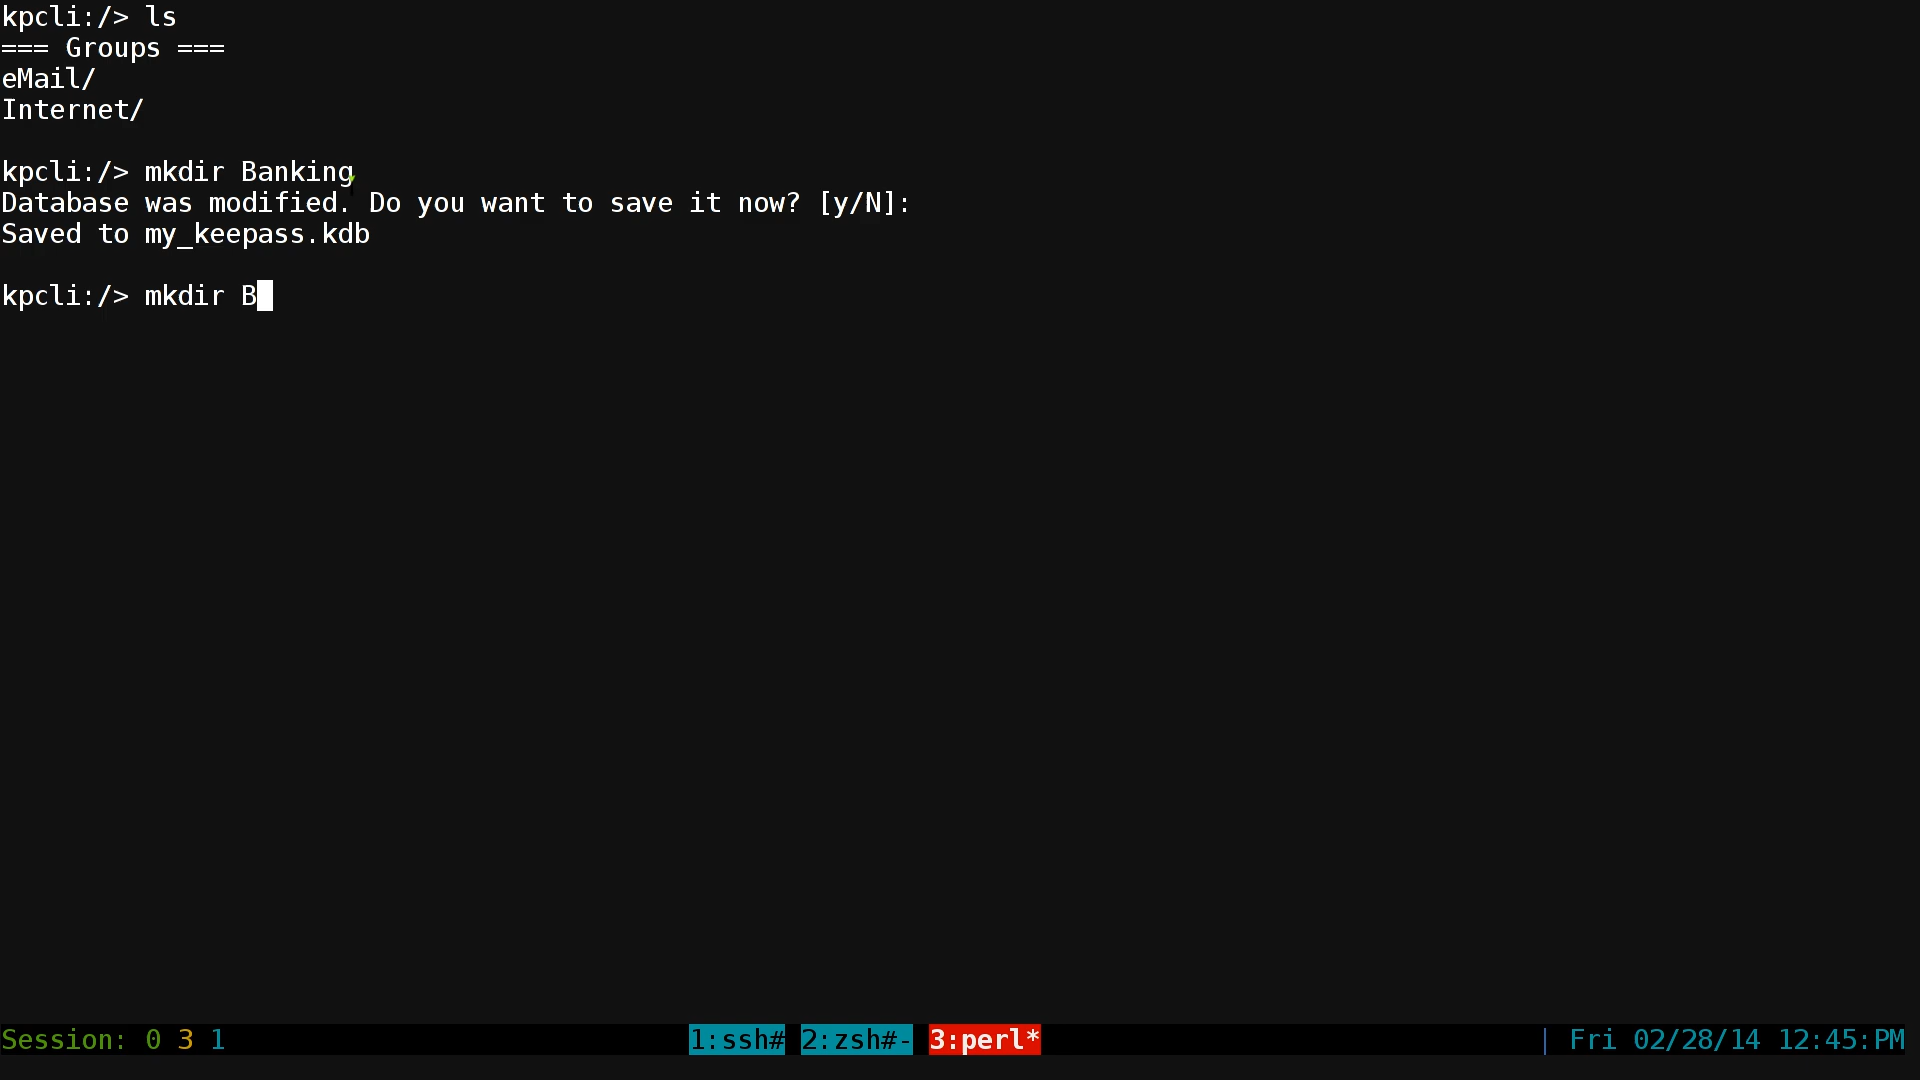 kpcli:/> ls
=== Groups ===
eMail/
Internet/
kpcli:/> mkdir Banking
Database was modified. Do you want to save it now? [y/N]:
Saved to my_keepass.kdb
kpcli:/> mkdir B
Session: 0 3 1 1:ssh# 2:zsh#- 3:perl* | Fri 02/28/14 12:45:PM